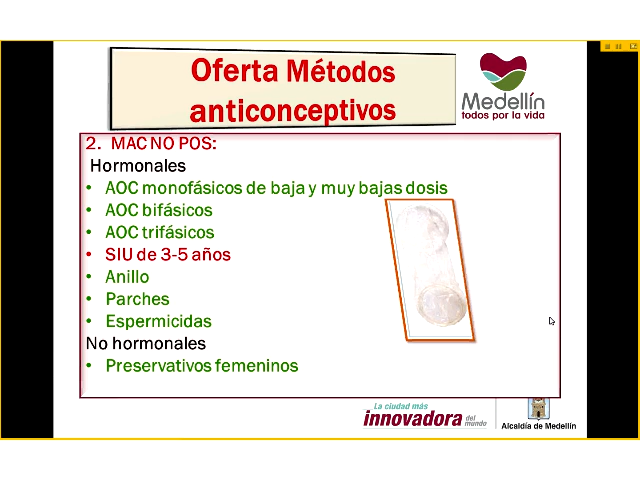 Oferta Métodos
anticonceptivos
Medellín
todos por la vida
2. MAC NO POS:
Hormonales
• AOC monofásicos de baja y muy bajas dosis
• AOC bifásicos
• AOC trifásicos
• SIU de 3-5 años
• Anillo
• Parches
• Espermicidas
No hormonales
• Preservativos femeninos
La ciudad más
innovadora del
mundo
Alcaldía de Medellín